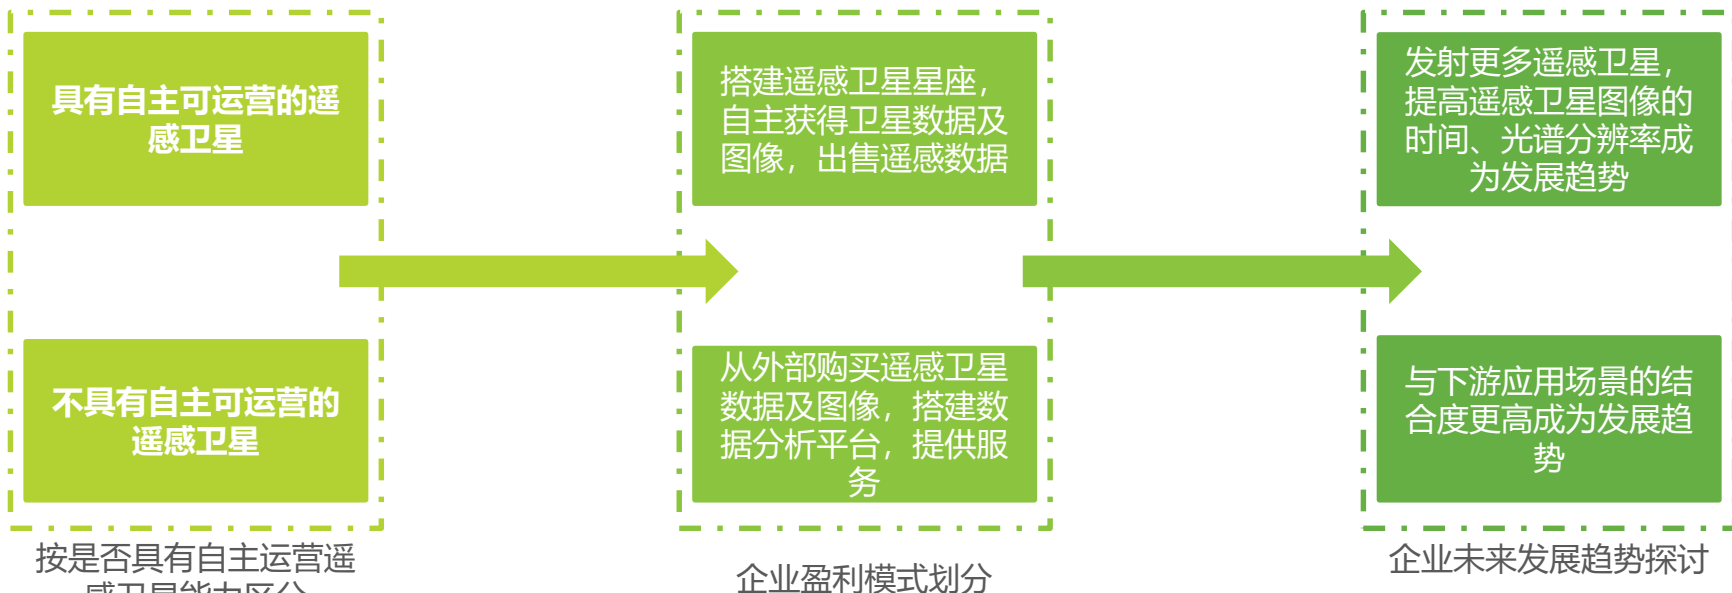 具有自主可运营的遥
感卫星
不具有自主可运营的
遥感卫星
按是否具有自主运营遥
感卫星能力区分
搭建遥感卫星星座，
自主获得卫星数据及
图像，出售遥感数据
从外部购买遥感卫星
数据及图像，搭建数
据分析平台，提供服
务
企业盈利模式划分
发射更多遥感卫星，
提高遥感卫星图像的
时间、光谱分辨率成
为发展趋势
与下游应用场景的结
合度更高成为发展趋
势
企业未来发展趋势探讨